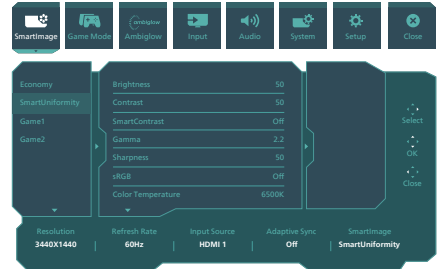 SmartImage
Game Mode
ambiglow
Ambiglow
Input
Audio
System
Setup
Close
Economy
SmartUniformity
Game1
Game2
Brightness 50
Contrast 50
SmartContrast Off
Gamma 2.2
Sharpness 50
sRGB Off
Color Temperature 6500K
Select
OK
Close
Resolution Refresh Rate Input Source Adaptive Sync SmartImage
3440X1440 | 60Hz | HDMI 1 | Off | SmartUniformity